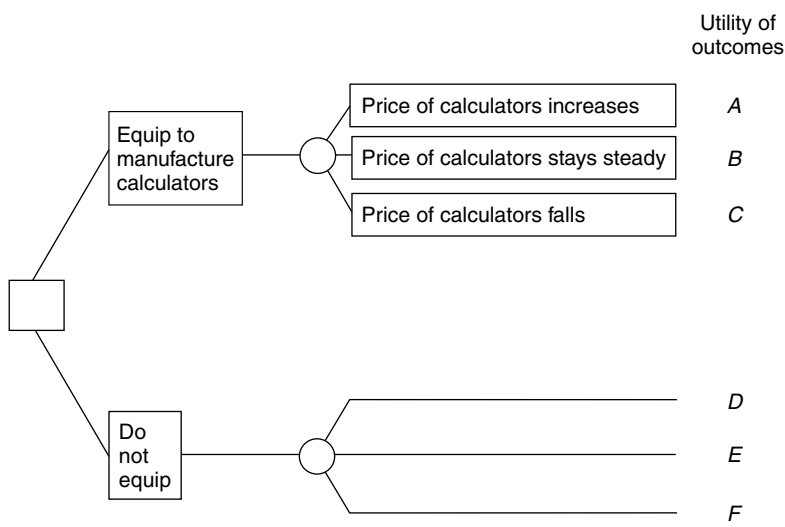 Utility of
outcomes
Equip to
manufacture
calculators
Price of calculators increases
A
Price of calculators stays steady
B
Price of calculators falls
C
Do
not
equip
D
E
F